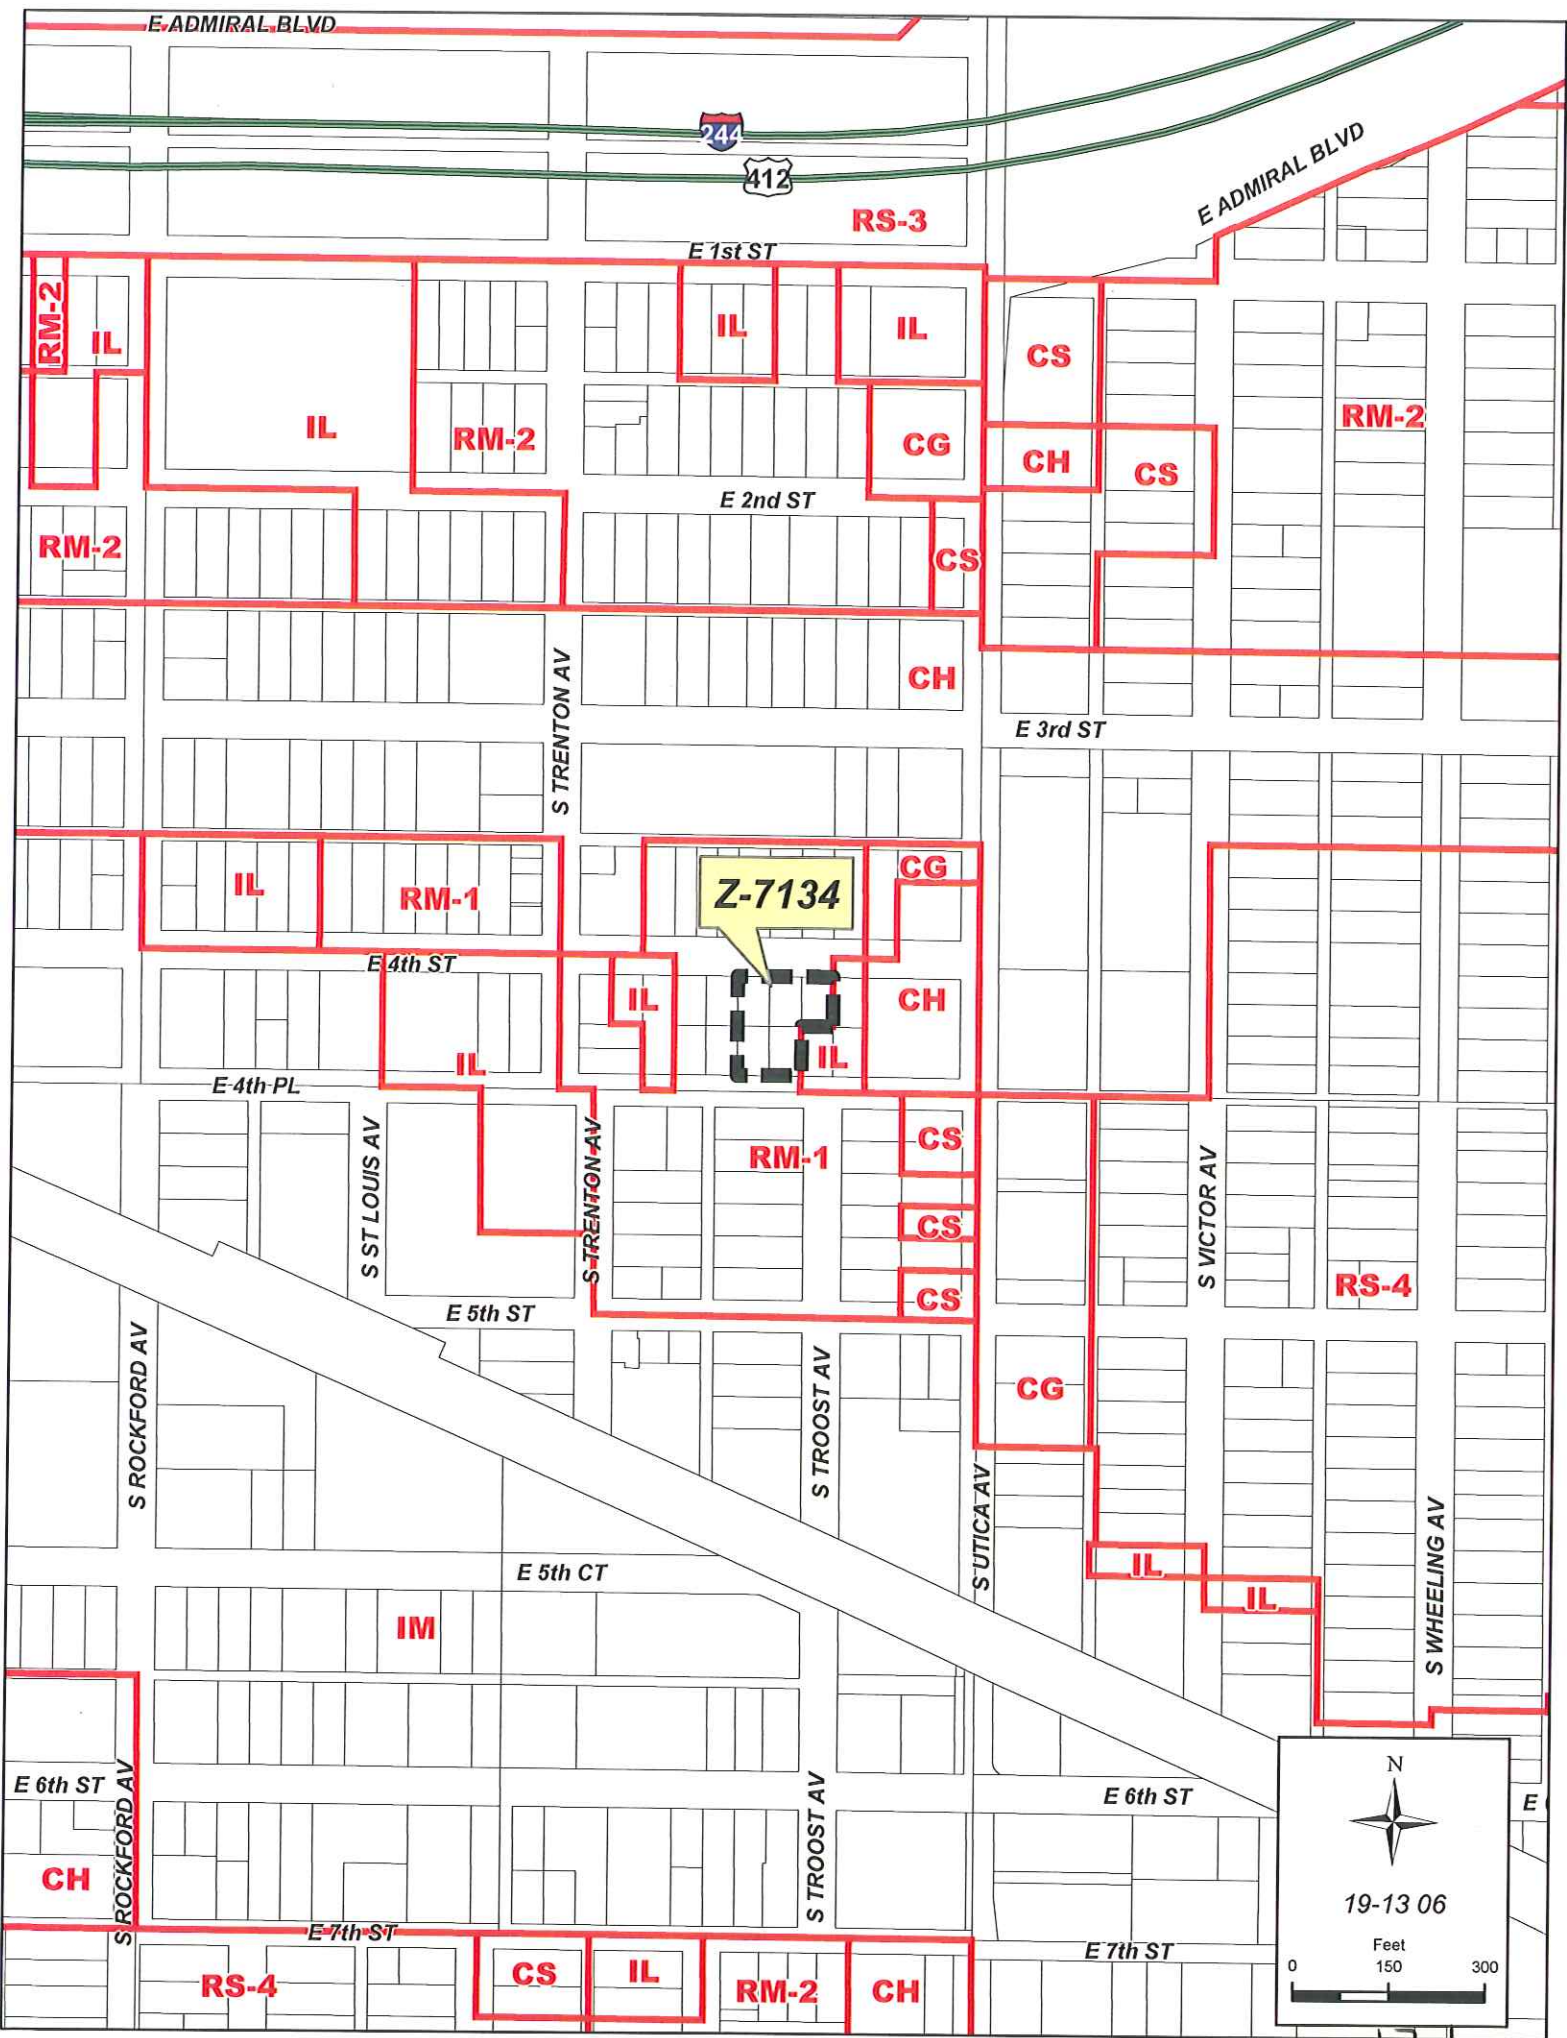 E ADMIRAL BLVD
244
412
E ADMIRAL BLVD
RS-3
E 1st ST
RM-2
IL
IL
IL
CS
IL
RM-2
CG
CH
CS
RM-2
E 2nd ST
RM-2
CS
S TRENTON AV
CH
E 3rd ST
IL
RM-1
CG
Z-7134
E 4th ST
IL
CH
IL
IL
E 4th PL
S ST LOUIS AV
S TRENTON AV
RM-1
CS
CS
CS
S VICTOR AV
RS-4
E 5th ST
S ROCKFORD AV
S TROOST AV
CG
S UTICA AV
S WHEELING AV
E 5th CT
IL
IL
IM
E 6th ST
S ROCKFORD AV
S TROOST AV
E 6th ST
E
CH
N
19-13 06
Feet
0 150 300
E 7th ST
E 7th ST
RS-4
CS
IL
RM-2
CH